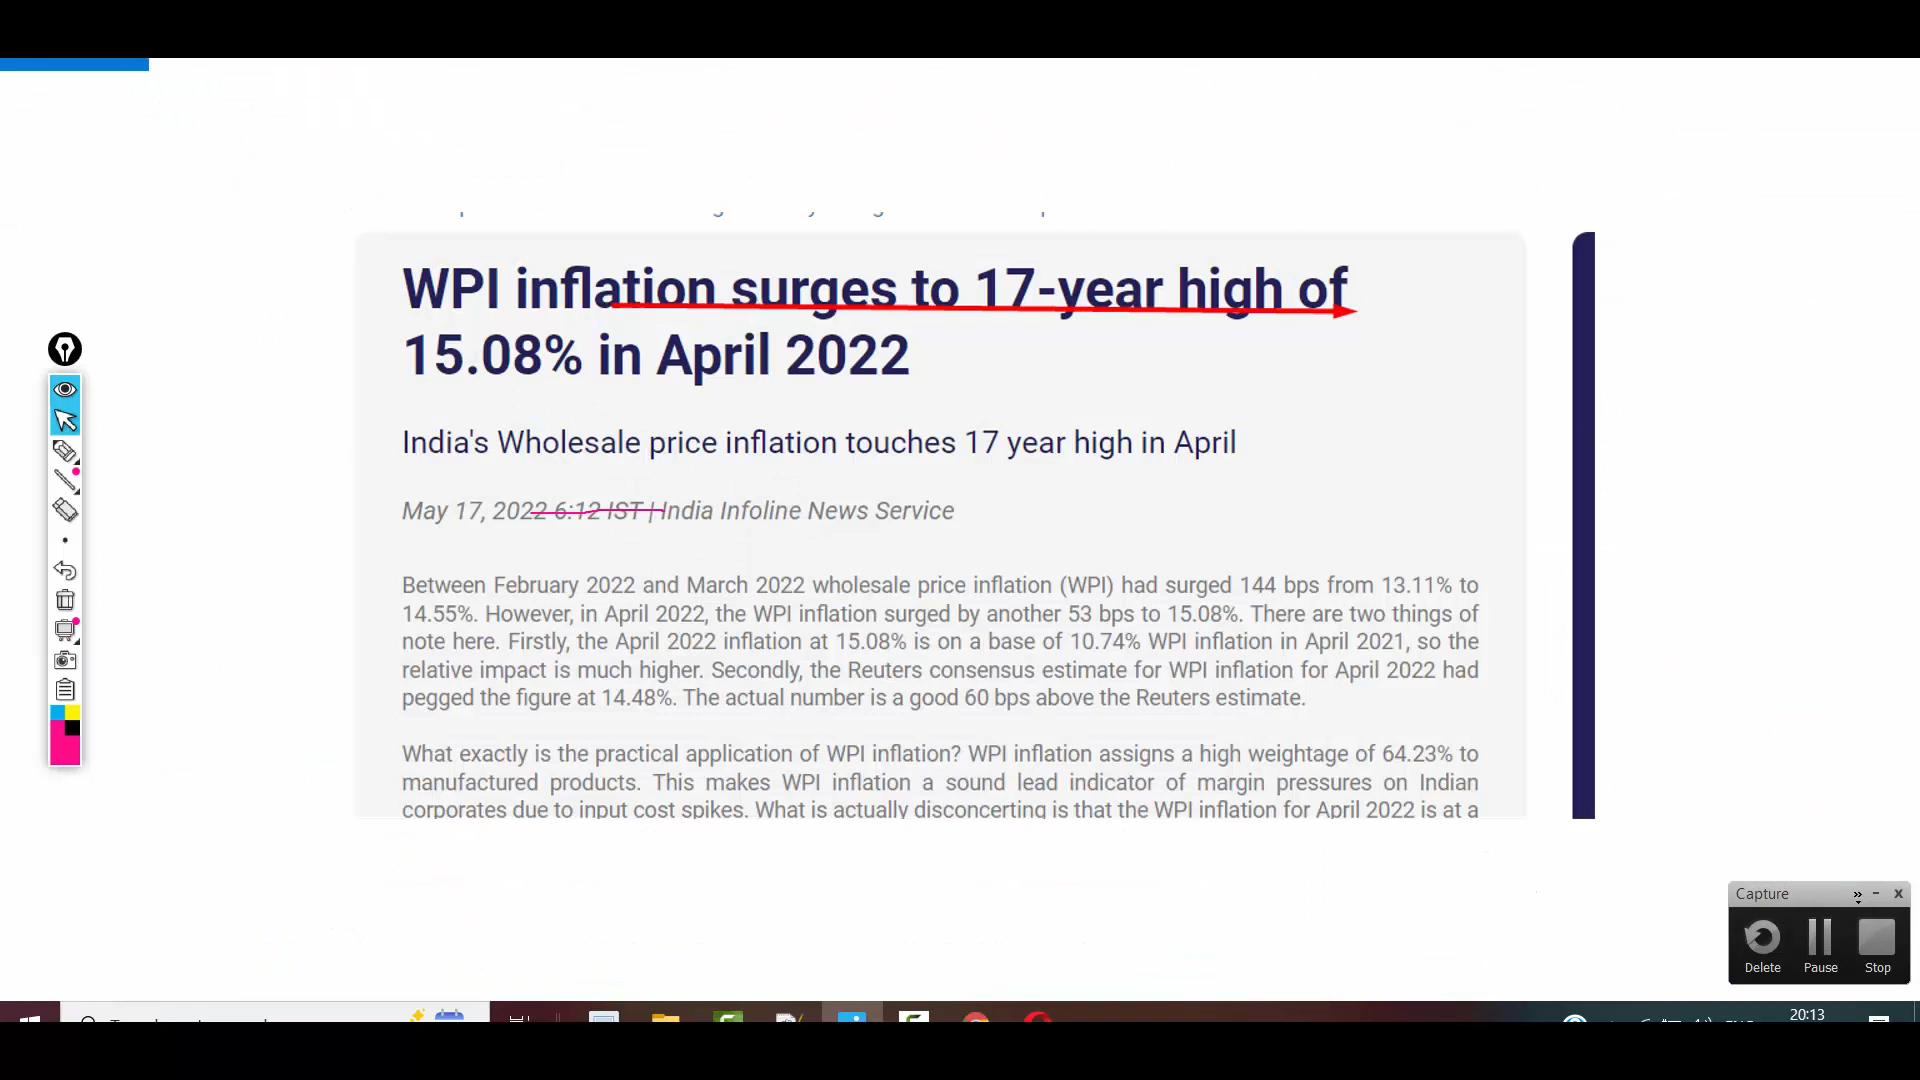 WPI inflation surges to 17-year high of
15.08% in April 2022
India's Wholesale price inflation touches 17 year high in April
May 17, 2022 6:12 IST | India Infoline News Service
Between February 2022 and March 2022 wholesale price inflation (WPI) had surged 144 bps from 13.11% to
14.55%. However, in April 2022, the WPI inflation surged by another 53 bps to 15.08%. There are two things of
note here. Firstly, the April 2022 inflation at 15.08% is on a base of 10.74% WPI inflation in April 2021, so the
relative impact is much higher. Secondly, the Reuters consensus estimate for WPI inflation for April 2022 had
pegged the figure at 14.48%. The actual number is a good 60 bps above the Reuters estimate.
What exactly is the practical application of WPI inflation? WPI inflation assigns a high weightage of 64.23% to
manufactured products. This makes WPI inflation a sound lead indicator of margin pressures on Indian
corporates due to input cost spikes. What is actually disconcerting is that the WPI inflation for April 2022 is at a
Capture
Delete Pause Stop
20:13